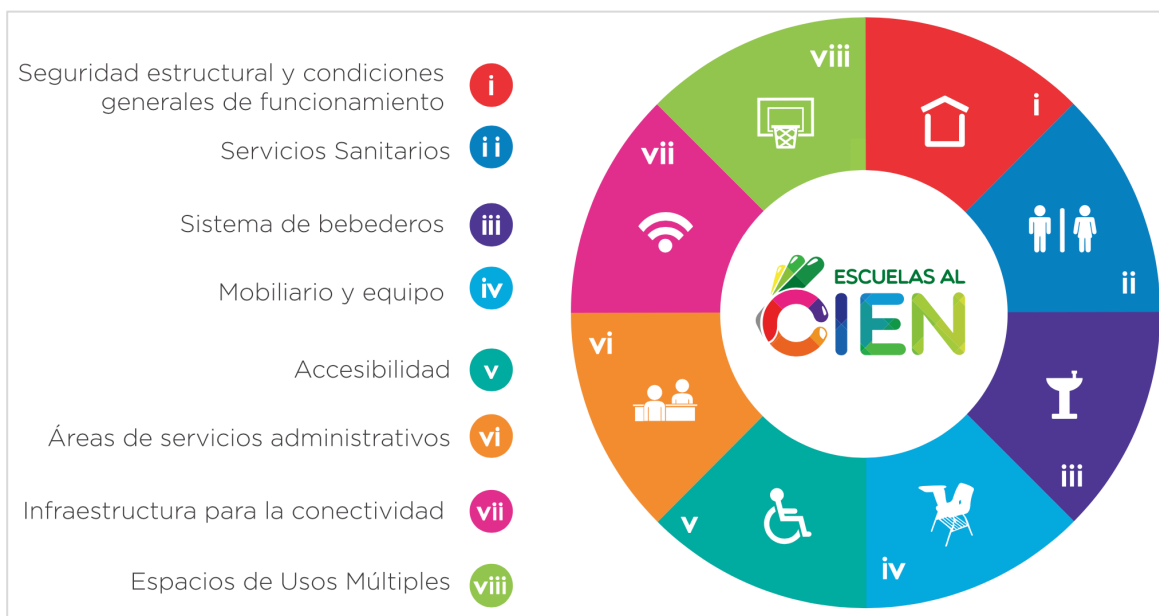 Seguridad estructural y condiciones
generales de funcionamiento
i
Servicios Sanitarios
ii
Sistema de bebederos
iii
Mobiliario y equipo
iv
Accesibilidad
v
Áreas de servicios administrativos
vi
Infraestructura para la conectividad
vii
Espacios de Usos Múltiples
viii
viii
i
vii
ii
vi
iii
v
iv
ESCUELAS AL
CIEN